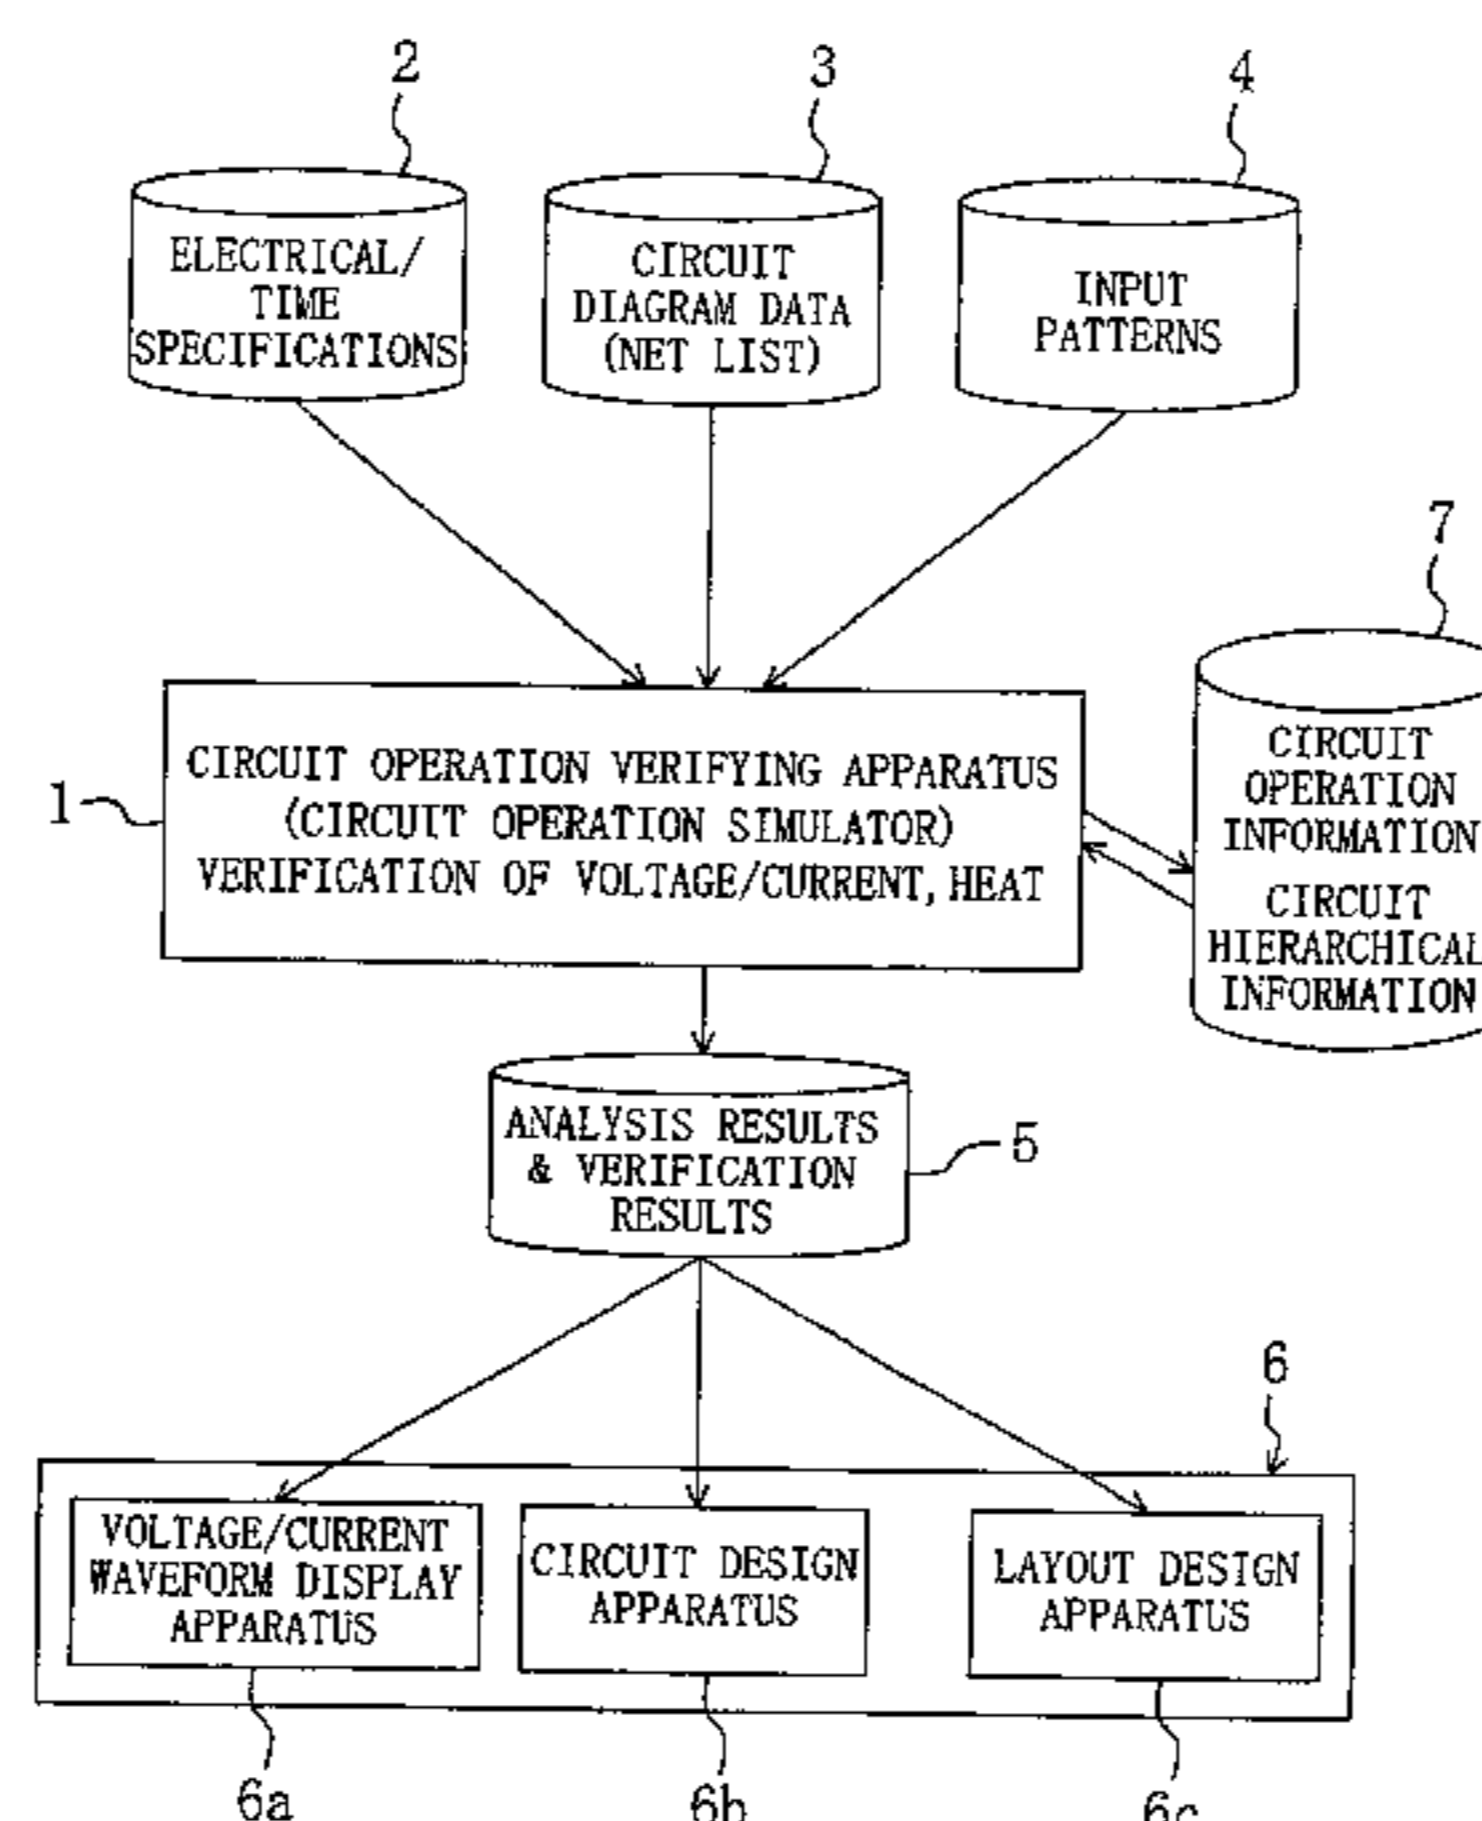 2
3
4
ELECTRICAL/
TIME
SPECIFICATIONS
CIRCUIT
DIAGRAM DATA
(NET LIST)
INPUT
PATTERNS
7
1
CIRCUIT OPERATION VERIFYING APPARATUS
(CIRCUIT OPERATION SIMULATOR)
VERIFICATION OF VOLTAGE/CURRENT, HEAT
CIRCUIT
OPERATION
INFORMATION
CIRCUIT
HIERARCHICAL
INFORMATION
ANALYSIS RESULTS
& VERIFICATION
RESULTS
5
6
VOLTAGE/CURRENT
WAVEFORM DISPLAY
APPARATUS
CIRCUIT DESIGN
APPARATUS
LAYOUT DESIGN
APPARATUS
6a
6b
6c